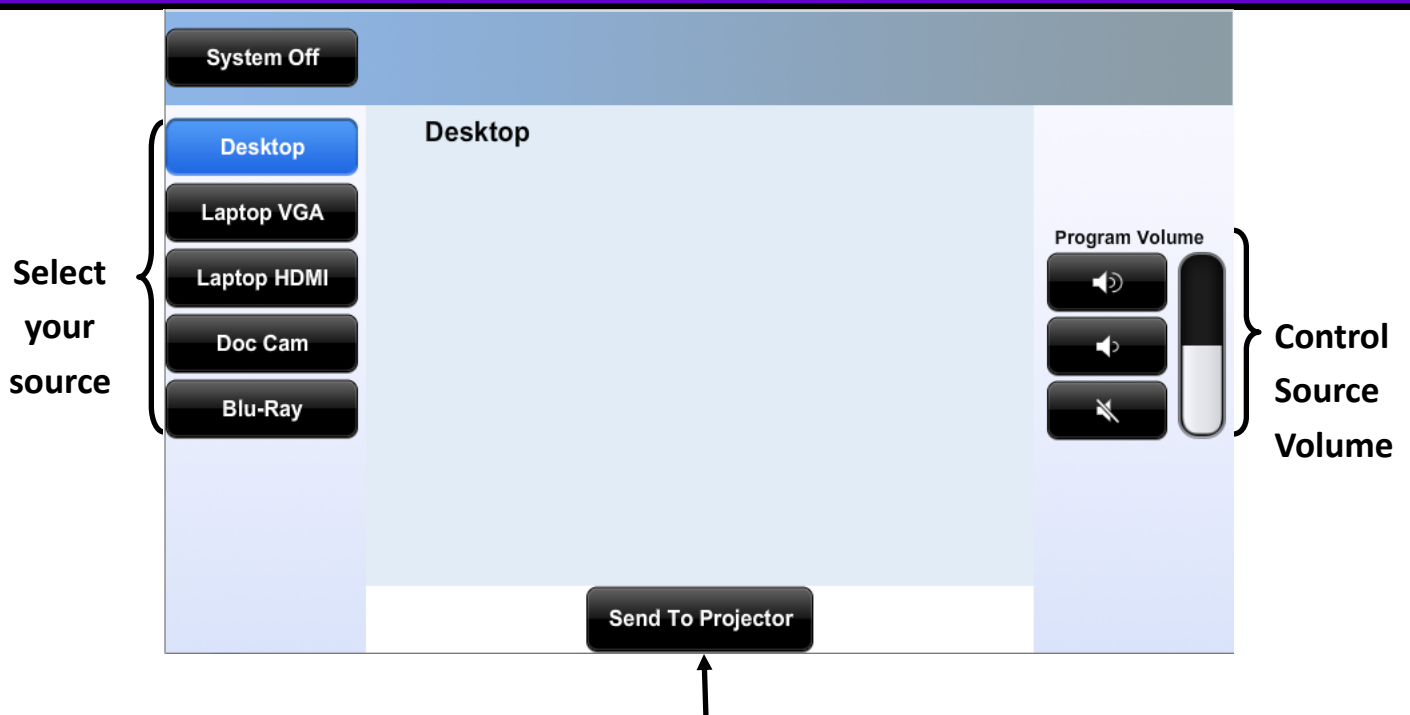 System Off
Desktop
Laptop VGA
Laptop HDMI
Doc Cam
Blu-Ray
Select
your
source
Desktop
Program Volume
Control
Source
Volume
Send To Projector